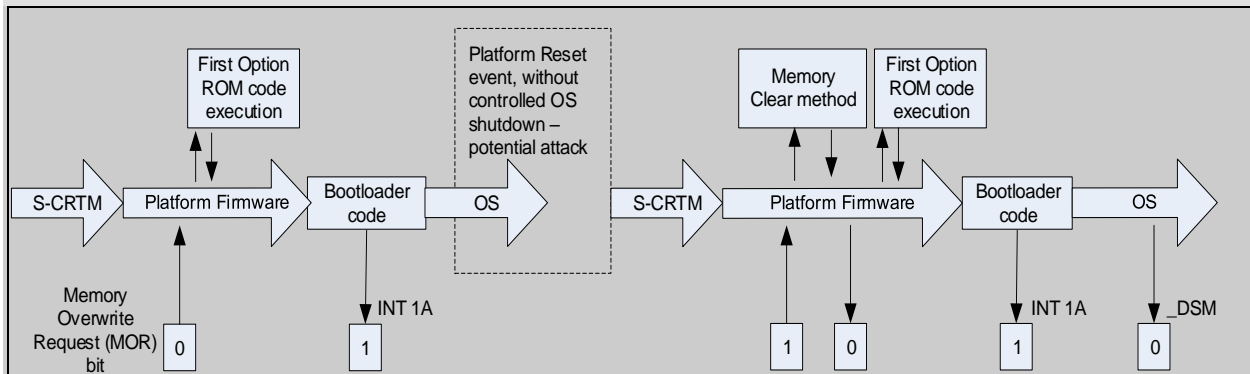 First Option
ROM code
execution
Platform Reset
event, without
controlled OS
shutdown –
potential attack
Memory
Clear method
First Option
ROM code
execution
S-CRTM
Platform Firmware
Bootloader
code
OS
S-CRTM
Platform Firmware
Bootloader
code
OS
Memory
Overwrite
Request (MOR)
bit
0
INT 1A
1
1
0
INT 1A
1
_DSM
0